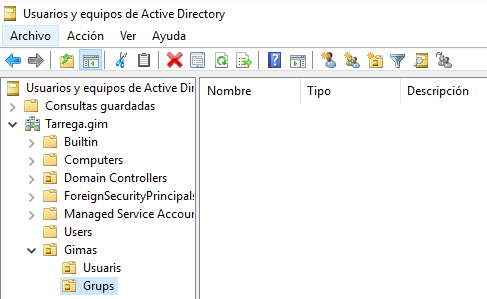 Usuarios y equipos de Active Directory
Archivo Acción Ver Ayuda
Usuarios y equipos de Active Dir
Nombre Tipo Descripción
Consultas guardadas
Tarrega.gim
Builtin
Computers
Domain Controllers
ForeignSecurityPrincipals
Managed Service Accou
Users
Gimas
Usuaris
Grups